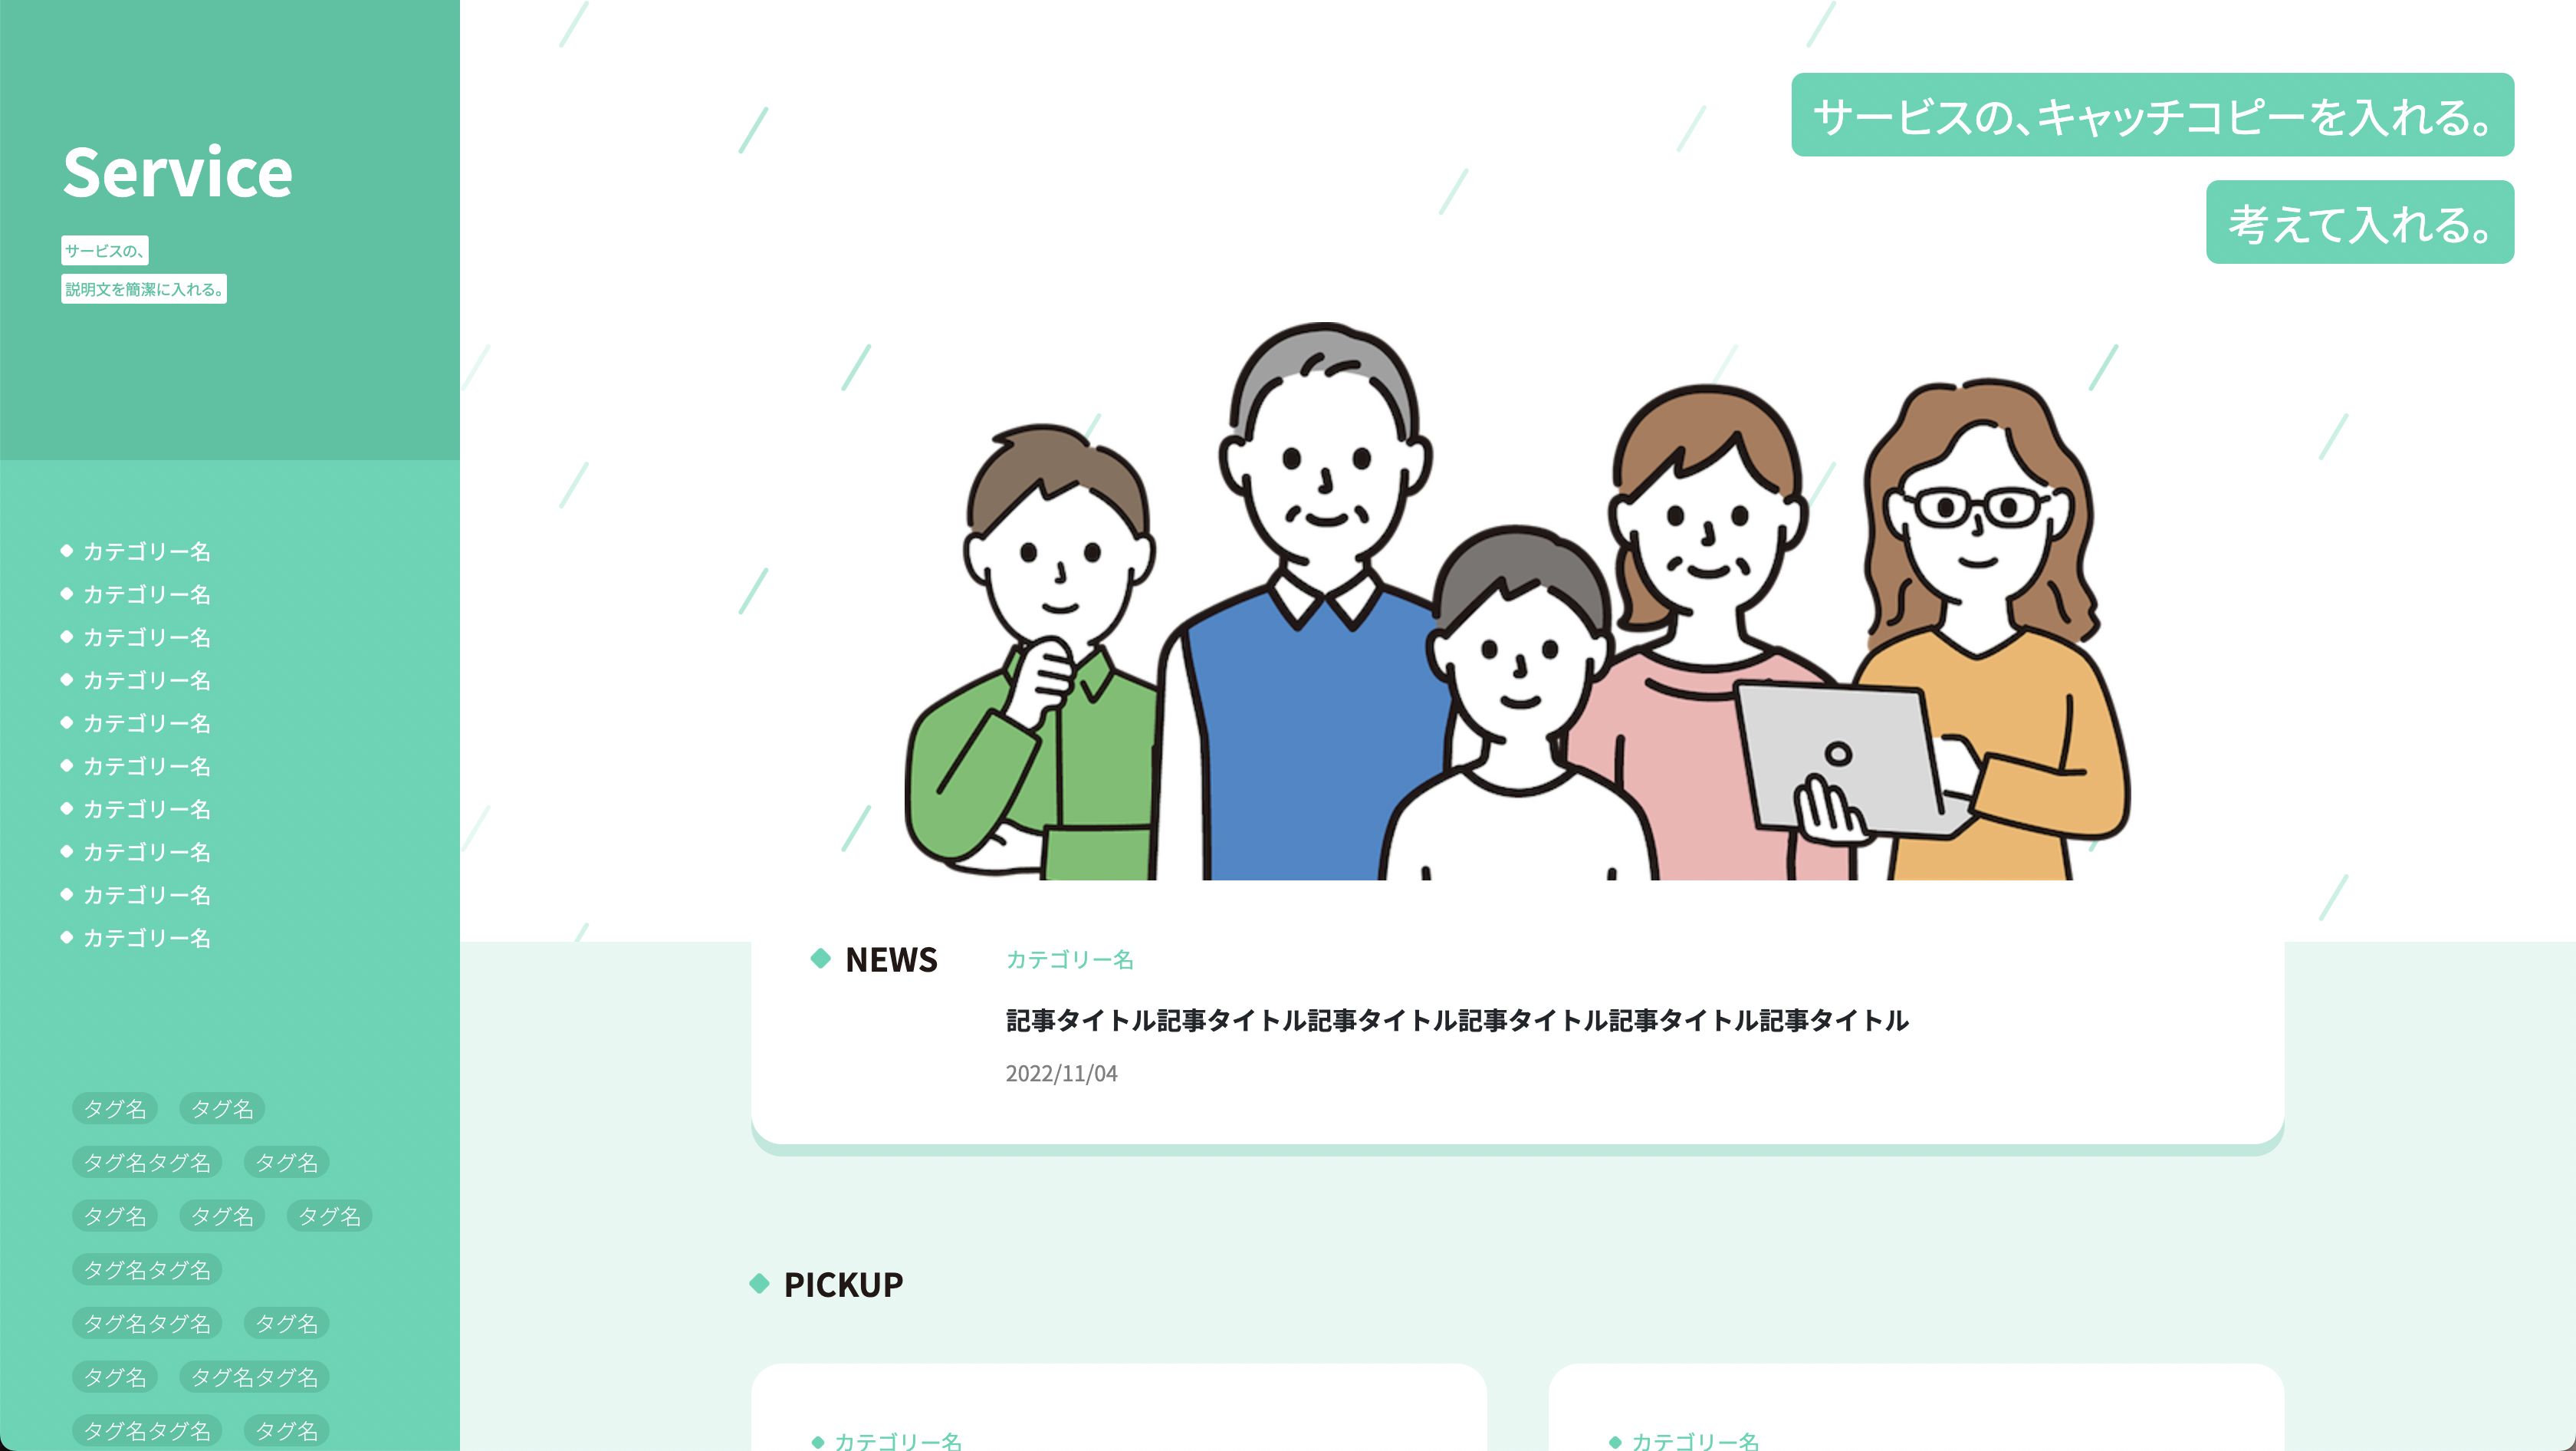 Service
サービスの、
説明文を簡潔に入れる。
カテゴリー名
カテゴリー名
カテゴリー名
カテゴリー名
カテゴリー名
カテゴリー名
カテゴリー名
カテゴリー名
カテゴリー名
カテゴリー名
タグ名 タグ名
タグ名タグ名 タグ名
タグ名 タグ名 タグ名
タグ名タグ名
タグ名タグ名 タグ名
タグ名 タグ名タグ名
タグ名タグ名 タグ名
サービスの、キャッチコピーを入れる。
考えて入れる。
NEWS
カテゴリー名
記事タイトル記事タイトル記事タイトル記事タイトル記事タイトル記事タイトル
2022/11/04
PICKUP
カテゴリー名
カテゴリー名